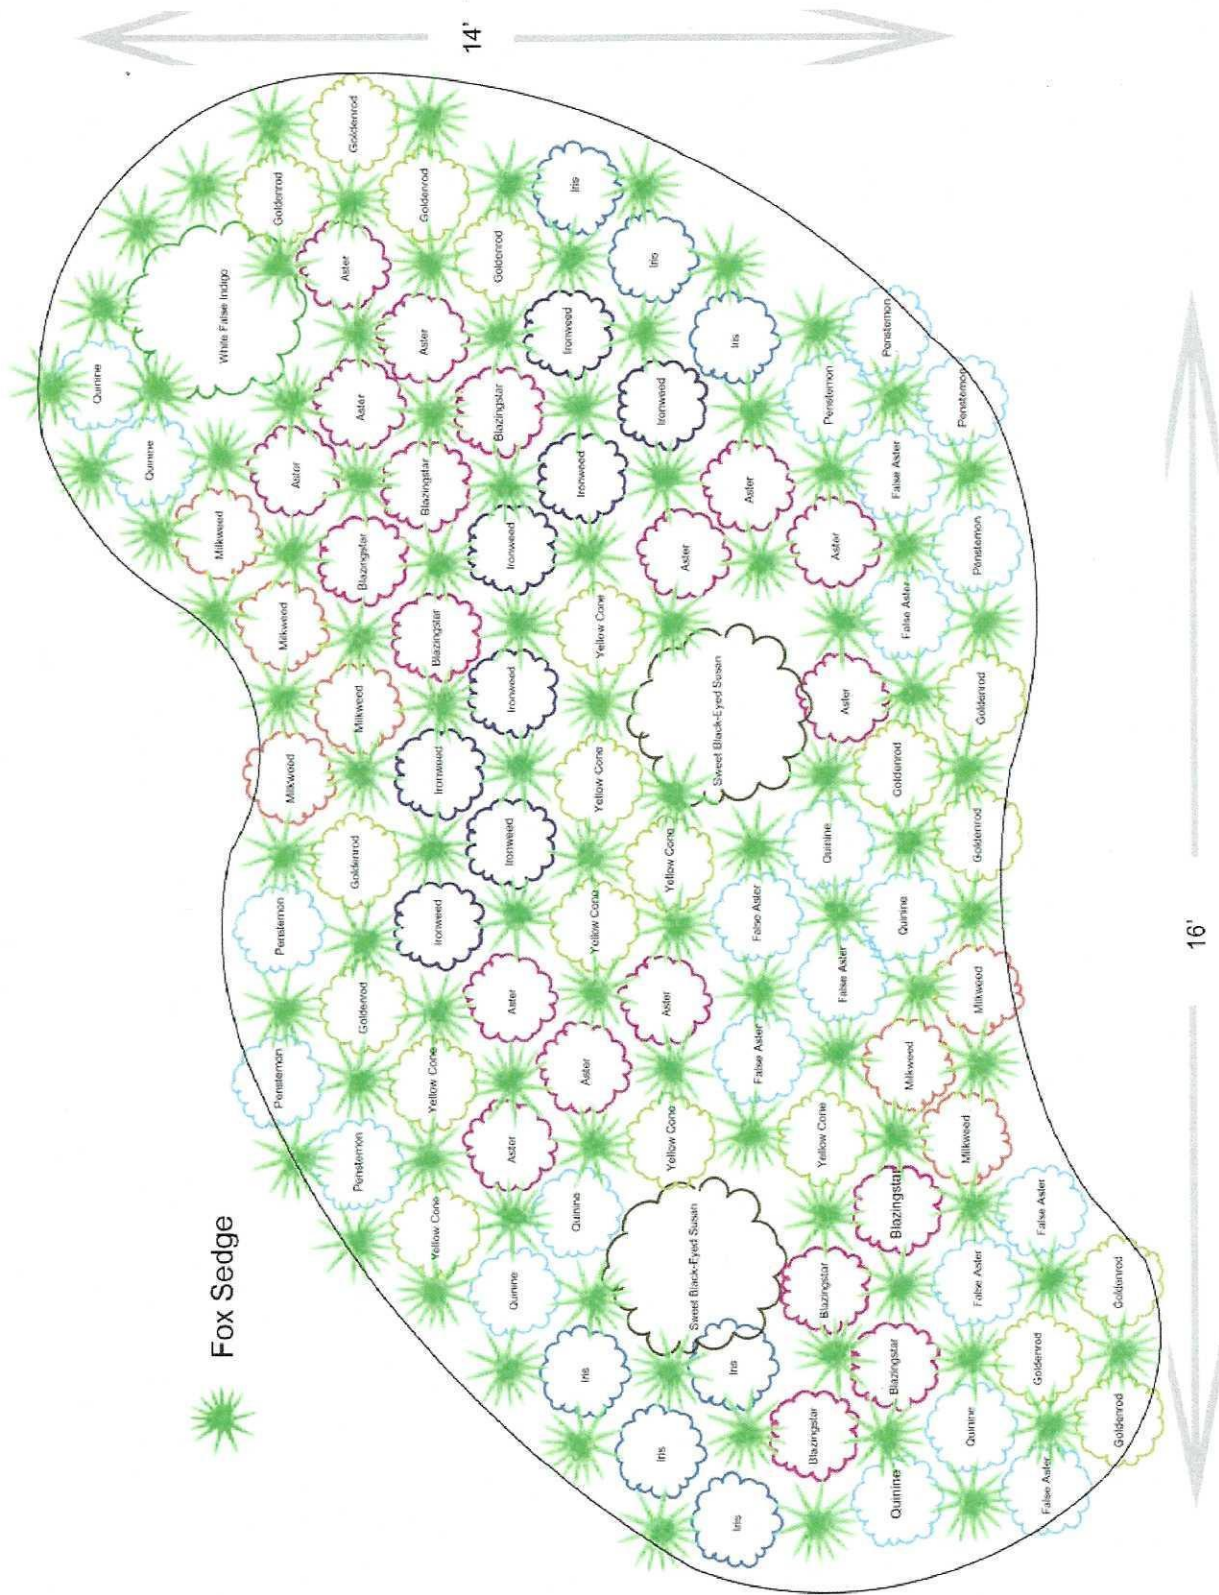 Fox Sedge
Quinine
Quinine
Milkweed
White False Indigo
Penstemon
Penstemon
Milkweed
Milkweed
Aster
Goldenrod
Penstemon
Goldenrod
Goldenrod
Milkweed
Blazingstar
Aster
Aster
Goldenrod
Yellow Cone
Yellow Cone
Ironweed
Ironweed
Blazingstar
Blazingstar
Aster
Goldenrod
14'
Quinine
Aster
Aster
Ironweed
Ironweed
Ironweed
Blazingstar
Goldenrod
Iris
Quinine
Aster
Yellow Cone
Yellow Cone
Yellow Cone
Ironweed
Ironweed
Iris
Iris
Yellow Cone
Aster
Yellow Cone
Aster
Ironweed
Iris
Sweet Black-Eyed Susan
Sweet Black-Eyed Susan
Iris
Iris
False Aster
False Aster
Aster
Iris
Blazingstar
Blazingstar
Yellow Cone
False Aster
Quinine
Aster
Aster
Penstemon
Quinine
Blazingstar
Blazingstar
Milkweed
Quinine
Goldenrod
False Aster
False Aster
Penstemon
Quinine
False Aster
Milkweed
Milkweed
Goldenrod
Goldenrod
Penstemon
Penstemon
False Aster
Goldenrod
False Aster
Goldenrod
Goldenrod
16'